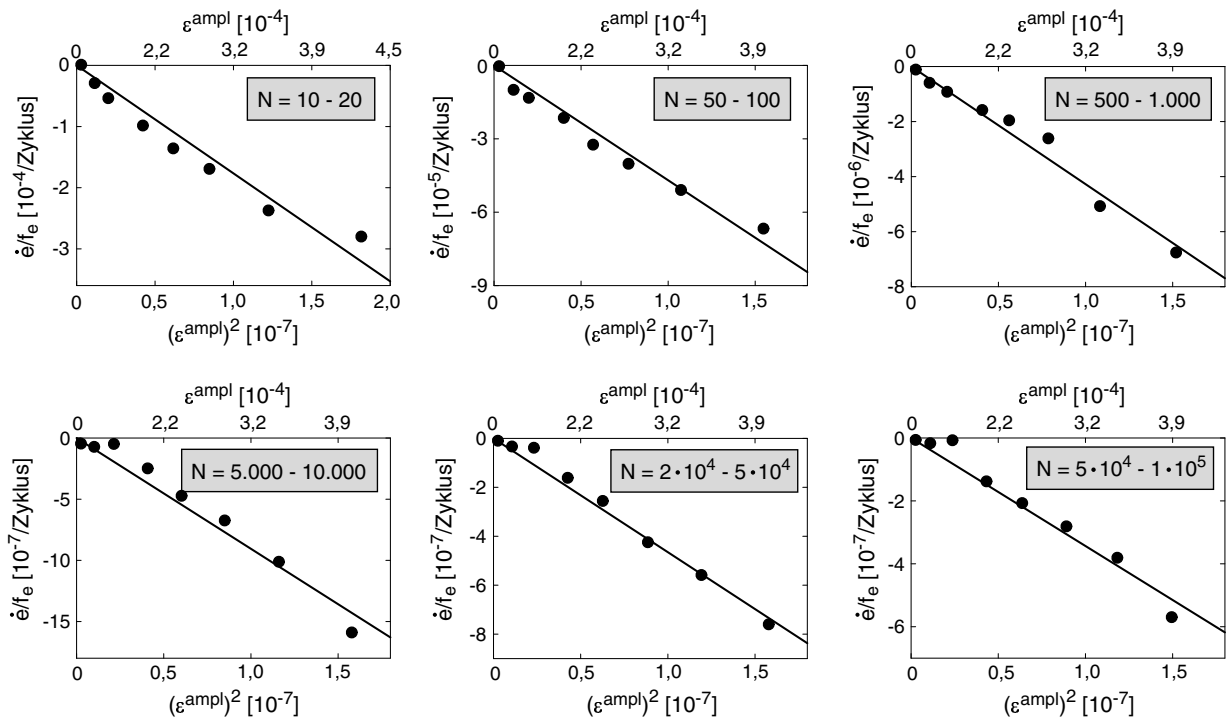 ε^ampl [10^-4]
0 2,2 3,2 3,9 4,5
0
-1
-2
-3
ė/f_e [10^-4/Zyklus]
N = 10 - 20
0 0,5 1,0 1,5 2,0
(ε^ampl)^2 [10^-7]
ε^ampl [10^-4]
0 2,2 3,2 3,9
0
-3
-6
-9
ė/f_e [10^-5/Zyklus]
N = 50 - 100
0 0,5 1,0 1,5
(ε^ampl)^2 [10^-7]
ε^ampl [10^-4]
0 2,2 3,2 3,9
0
-2
-4
-6
-8
ė/f_e [10^-6/Zyklus]
N = 500 - 1.000
0 0,5 1,0 1,5
(ε^ampl)^2 [10^-7]
ε^ampl [10^-4]
0 2,2 3,2 3,9
0
-5
-10
-15
ė/f_e [10^-7/Zyklus]
N = 5.000 - 10.000
0 0,5 1,0 1,5
(ε^ampl)^2 [10^-7]
ε^ampl [10^-4]
0 2,2 3,2 3,9
0
-2
-4
-6
-8
ė/f_e [10^-7/Zyklus]
N = 2•10^4 - 5•10^4
0 0,5 1,0 1,5
(ε^ampl)^2 [10^-7]
ε^ampl [10^-4]
0 2,2 3,2 3,9
0
-2
-4
-6
ė/f_e [10^-7/Zyklus]
N = 5•10^4 - 1•10^5
0 0,5 1,0 1,5
(ε^ampl)^2 [10^-7]